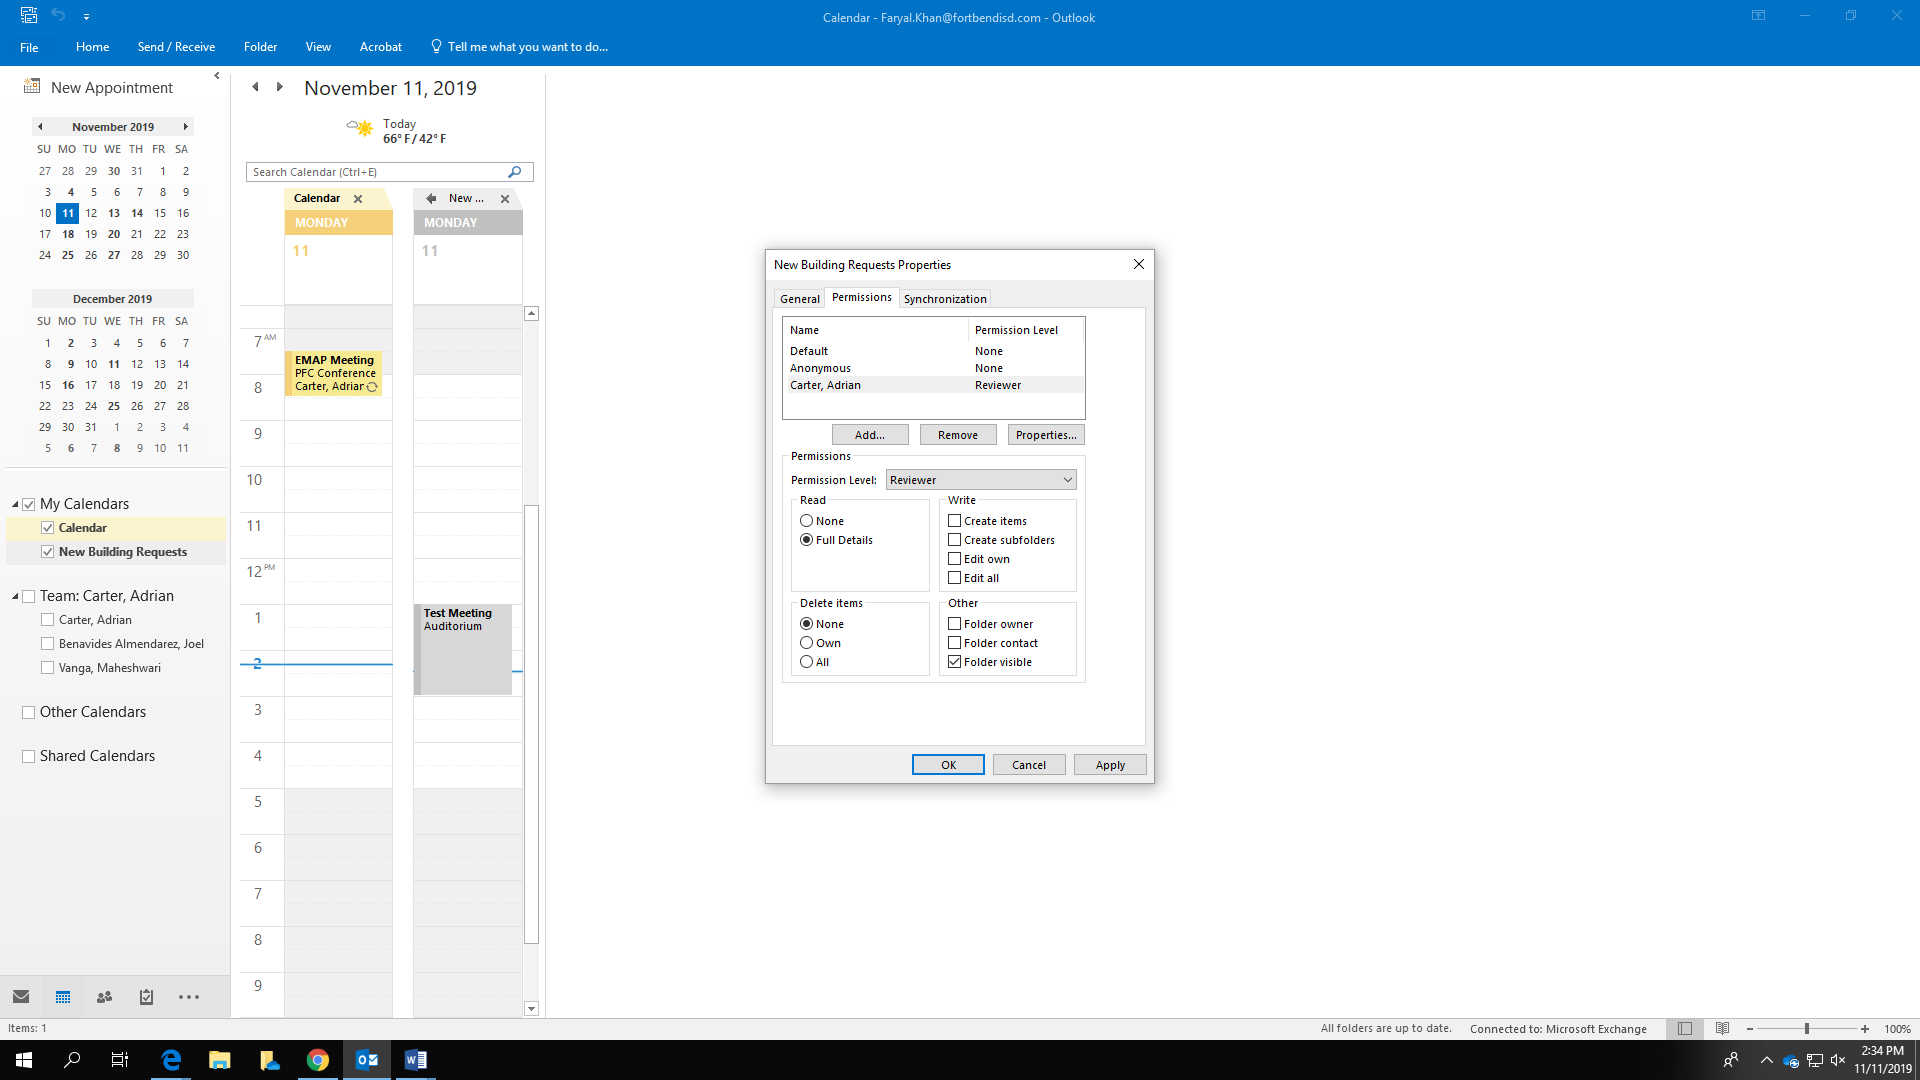 Calendar - Faryal.Khan@fortbendisd.com - Outlook
File Home Send / Receive Folder View Acrobat Tell me what you want to do...
New Appointment
November 2019
SU MO TU WE TH FR SA
27 28 29 30 31 1 2
3 4 5 6 7 8 9
10 11 12 13 14 15 16
17 18 19 20 21 22 23
24 25 26 27 28 29 30
December 2019
SU MO TU WE TH FR SA
1 2 3 4 5 6 7
8 9 10 11 12 13 14
15 16 17 18 19 20 21
22 23 24 25 26 27 28
29 30 31 1 2 3 4
5 6 7 8 9 10 11
My Calendars
Calendar
New Building Requests
Team: Carter, Adrian
Carter, Adrian
Benavides Almendarez, Joel
Vanga, Maheshwari
Other Calendars
Shared Calendars
November 11, 2019
Today
66° F / 42° F
Search Calendar (Ctrl+E)
Calendar New ...
MONDAY MONDAY
11 11
7 AM
EMAP Meeting
PFC Conference
Carter, Adrian
8
9
10
11
12 PM
1
Test Meeting
Auditorium
2
3
4
5
6
7
8
9
New Building Requests Properties
General Permissions Synchronization
Name Permission Level
Default None
Anonymous None
Carter, Adrian Reviewer
Add... Remove Properties...
Permissions
Permission Level: Reviewer
Read
None
Full Details
Write
Create items
Create subfolders
Edit own
Edit all
Delete items
None
Own
All
Other
Folder owner
Folder contact
Folder visible
OK Cancel Apply
Items: 1
All folders are up to date. Connected to: Microsoft Exchange 100%
2:34 PM
11/11/2019